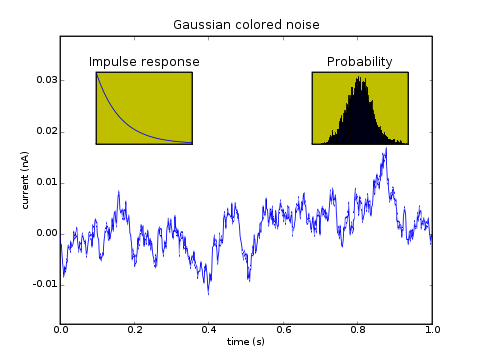 Gaussian colored noise
Impulse response
Probability
0.03
0.02
0.01
0.00
-0.01
current (nA)
0.0 0.2 0.4 0.6 0.8 1.0
time (s)